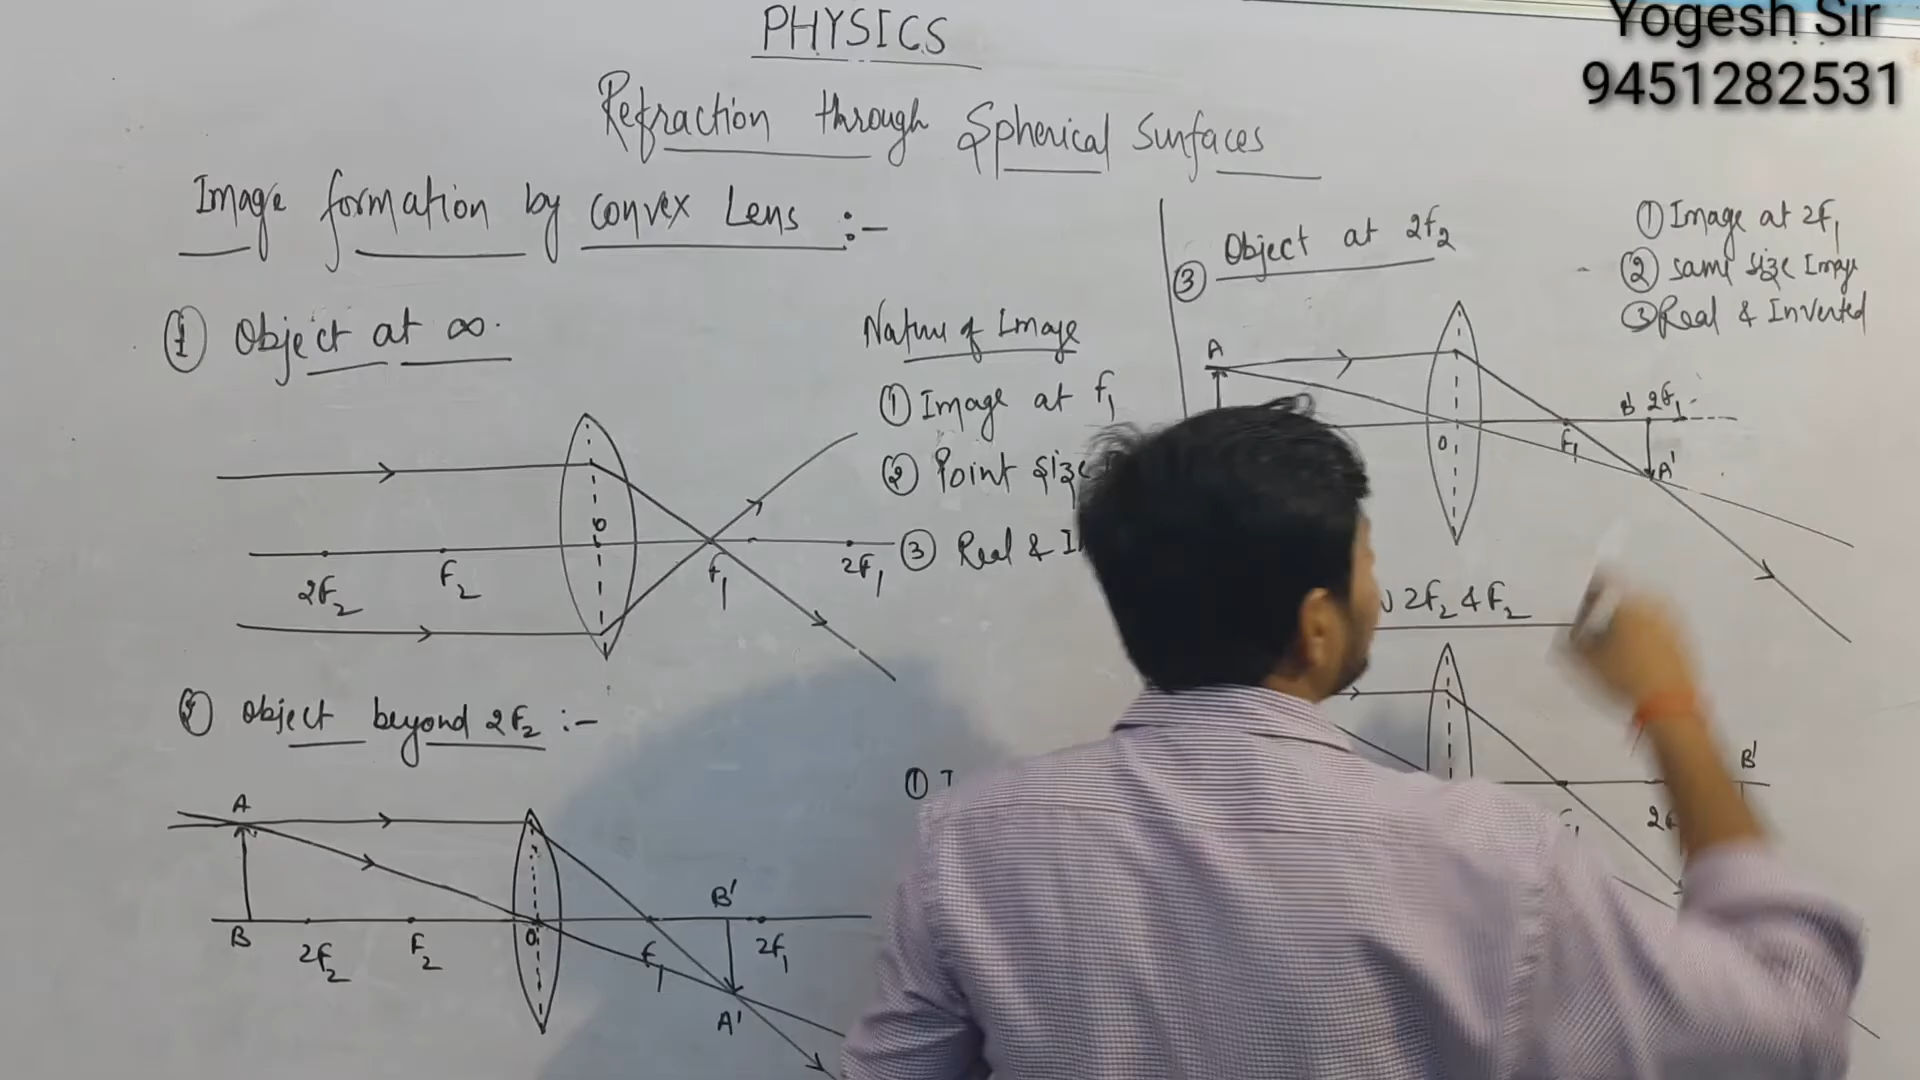 Yogesh Sir
9451282531
PHYSICS
Refraction through Spherical Surfaces
Image formation by convex Lens :-
① Object at ∞.
Nature of Image
① Image at f₁
② Point size
③ Real &
O
2F₂
F₂
f₁
2F₁
② Object beyond 2F₂ :-
A
B
2f₂
F₂
O
f₁
B'
2f₁
A'
①
③ Object at 2f₂
① Image at 2f₁
② same size Image
③ Real & Inverted
A
O
F₁
B' 2f₁
A'
2F₂ & F₂
B'